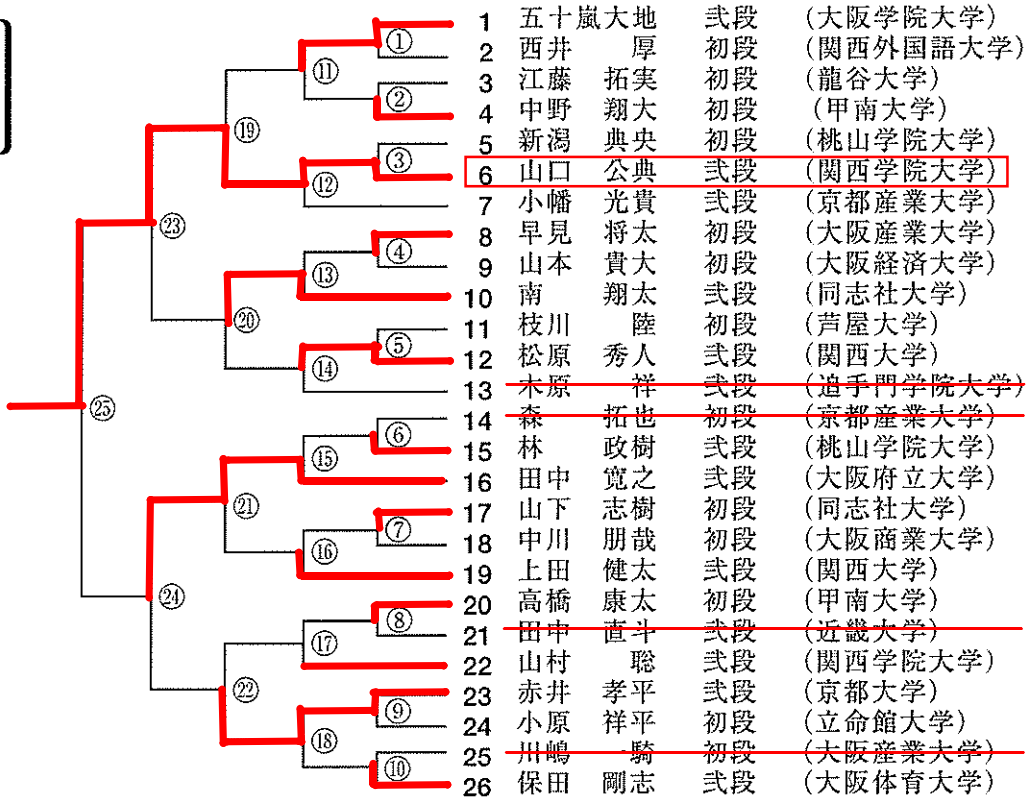 1 五十嵐大地 弐段 (大阪学院大学)
2 西井 厚 初段 (関西外国語大学)
3 江藤 拓実 初段 (龍谷大学)
4 中野 翔大 初段 (甲南大学)
5 新潟 典央 初段 (桃山学院大学)
6 山口 公典 弐段 (関西学院大学)
7 小幡 光貴 弐段 (京都産業大学)
8 早見 将太 初段 (大阪産業大学)
9 山本 貴大 初段 (大阪経済大学)
10 南 翔太 弐段 (同志社大学)
11 枝川 陸 初段 (芦屋大学)
12 松原 秀人 弐段 (関西大学)
13 木原 祥 弐段 (追手門学院大学)
14 森 拓也 初段 (京都産業大学)
15 林 政樹 弐段 (桃山学院大学)
16 田中 寛之 弐段 (大阪府立大学)
17 山下 志樹 初段 (同志社大学)
18 中川 朋哉 初段 (大阪商業大学)
19 上田 健太 弐段 (関西大学)
20 高橋 康太 初段 (甲南大学)
21 田中 直斗 弐段 (近畿大学)
22 山村 聡 弐段 (関西学院大学)
23 赤井 孝平 弐段 (京都大学)
24 小原 祥平 初段 (立命館大学)
25 川嶋 一騎 初段 (大阪産業大学)
26 保田 剛志 弐段 (大阪体育大学)
①
②
③
④
⑤
⑥
⑦
⑧
⑨
⑩
⑪
⑫
⑬
⑭
⑮
⑯
⑰
⑱
⑲
⑳
㉑
㉒
㉓
㉔
㉕